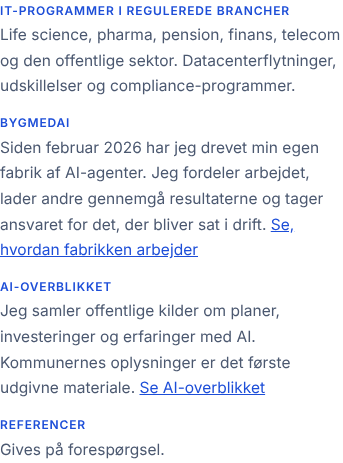 IT-PROGRAMMER I REGULEREDE BRANCHER
Life science, pharma, pension, finans, telecom
og den offentlige sektor. Datacenterflytninger,
udskillelser og compliance-programmer.
BYGMEDAI
Siden februar 2026 har jeg drevet min egen
fabrik af AI-agenter. Jeg fordeler arbejdet,
lader andre gennemgå resultaterne og tager
ansvaret for det, der bliver sat i drift. Se,
hvordan fabrikken arbejder
AI-OVERBLIKKET
Jeg samler offentlige kilder om planer,
investeringer og erfaringer med AI.
Kommunernes oplysninger er det første
udgivne materiale. Se AI-overblikket
REFERENCER
Gives på forespørgsel.